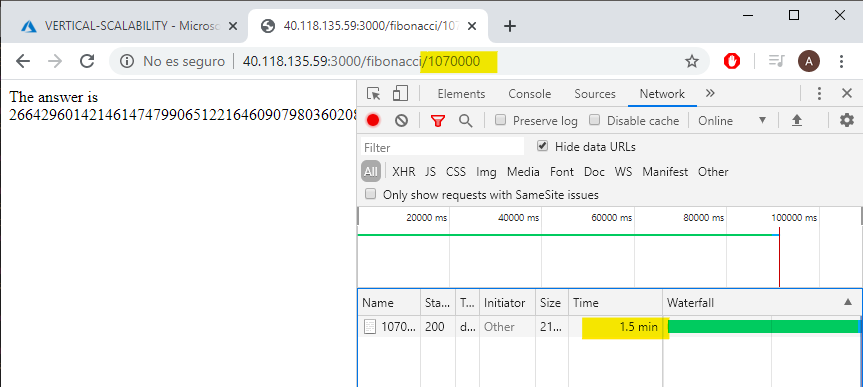 VERTICAL-SCALABILITY - Microso
40.118.135.59:3000/fibonacci/107
No es seguro 40.118.135.59:3000/fibonacci/1070000
A
The answer is
2664296014214614747990651221646090798036020
Elements Console Sources Network
Preserve log Disable cache Online
Filter Hide data URLs
All XHR JS CSS Img Media Font Doc WS Manifest Other
Only show requests with SameSite issues
20000 ms 40000 ms 60000 ms 80000 ms 100000 ms
Name Sta... T... Initiator Size Time Waterfall
1070... 200 d... Other 21... 1.5 min